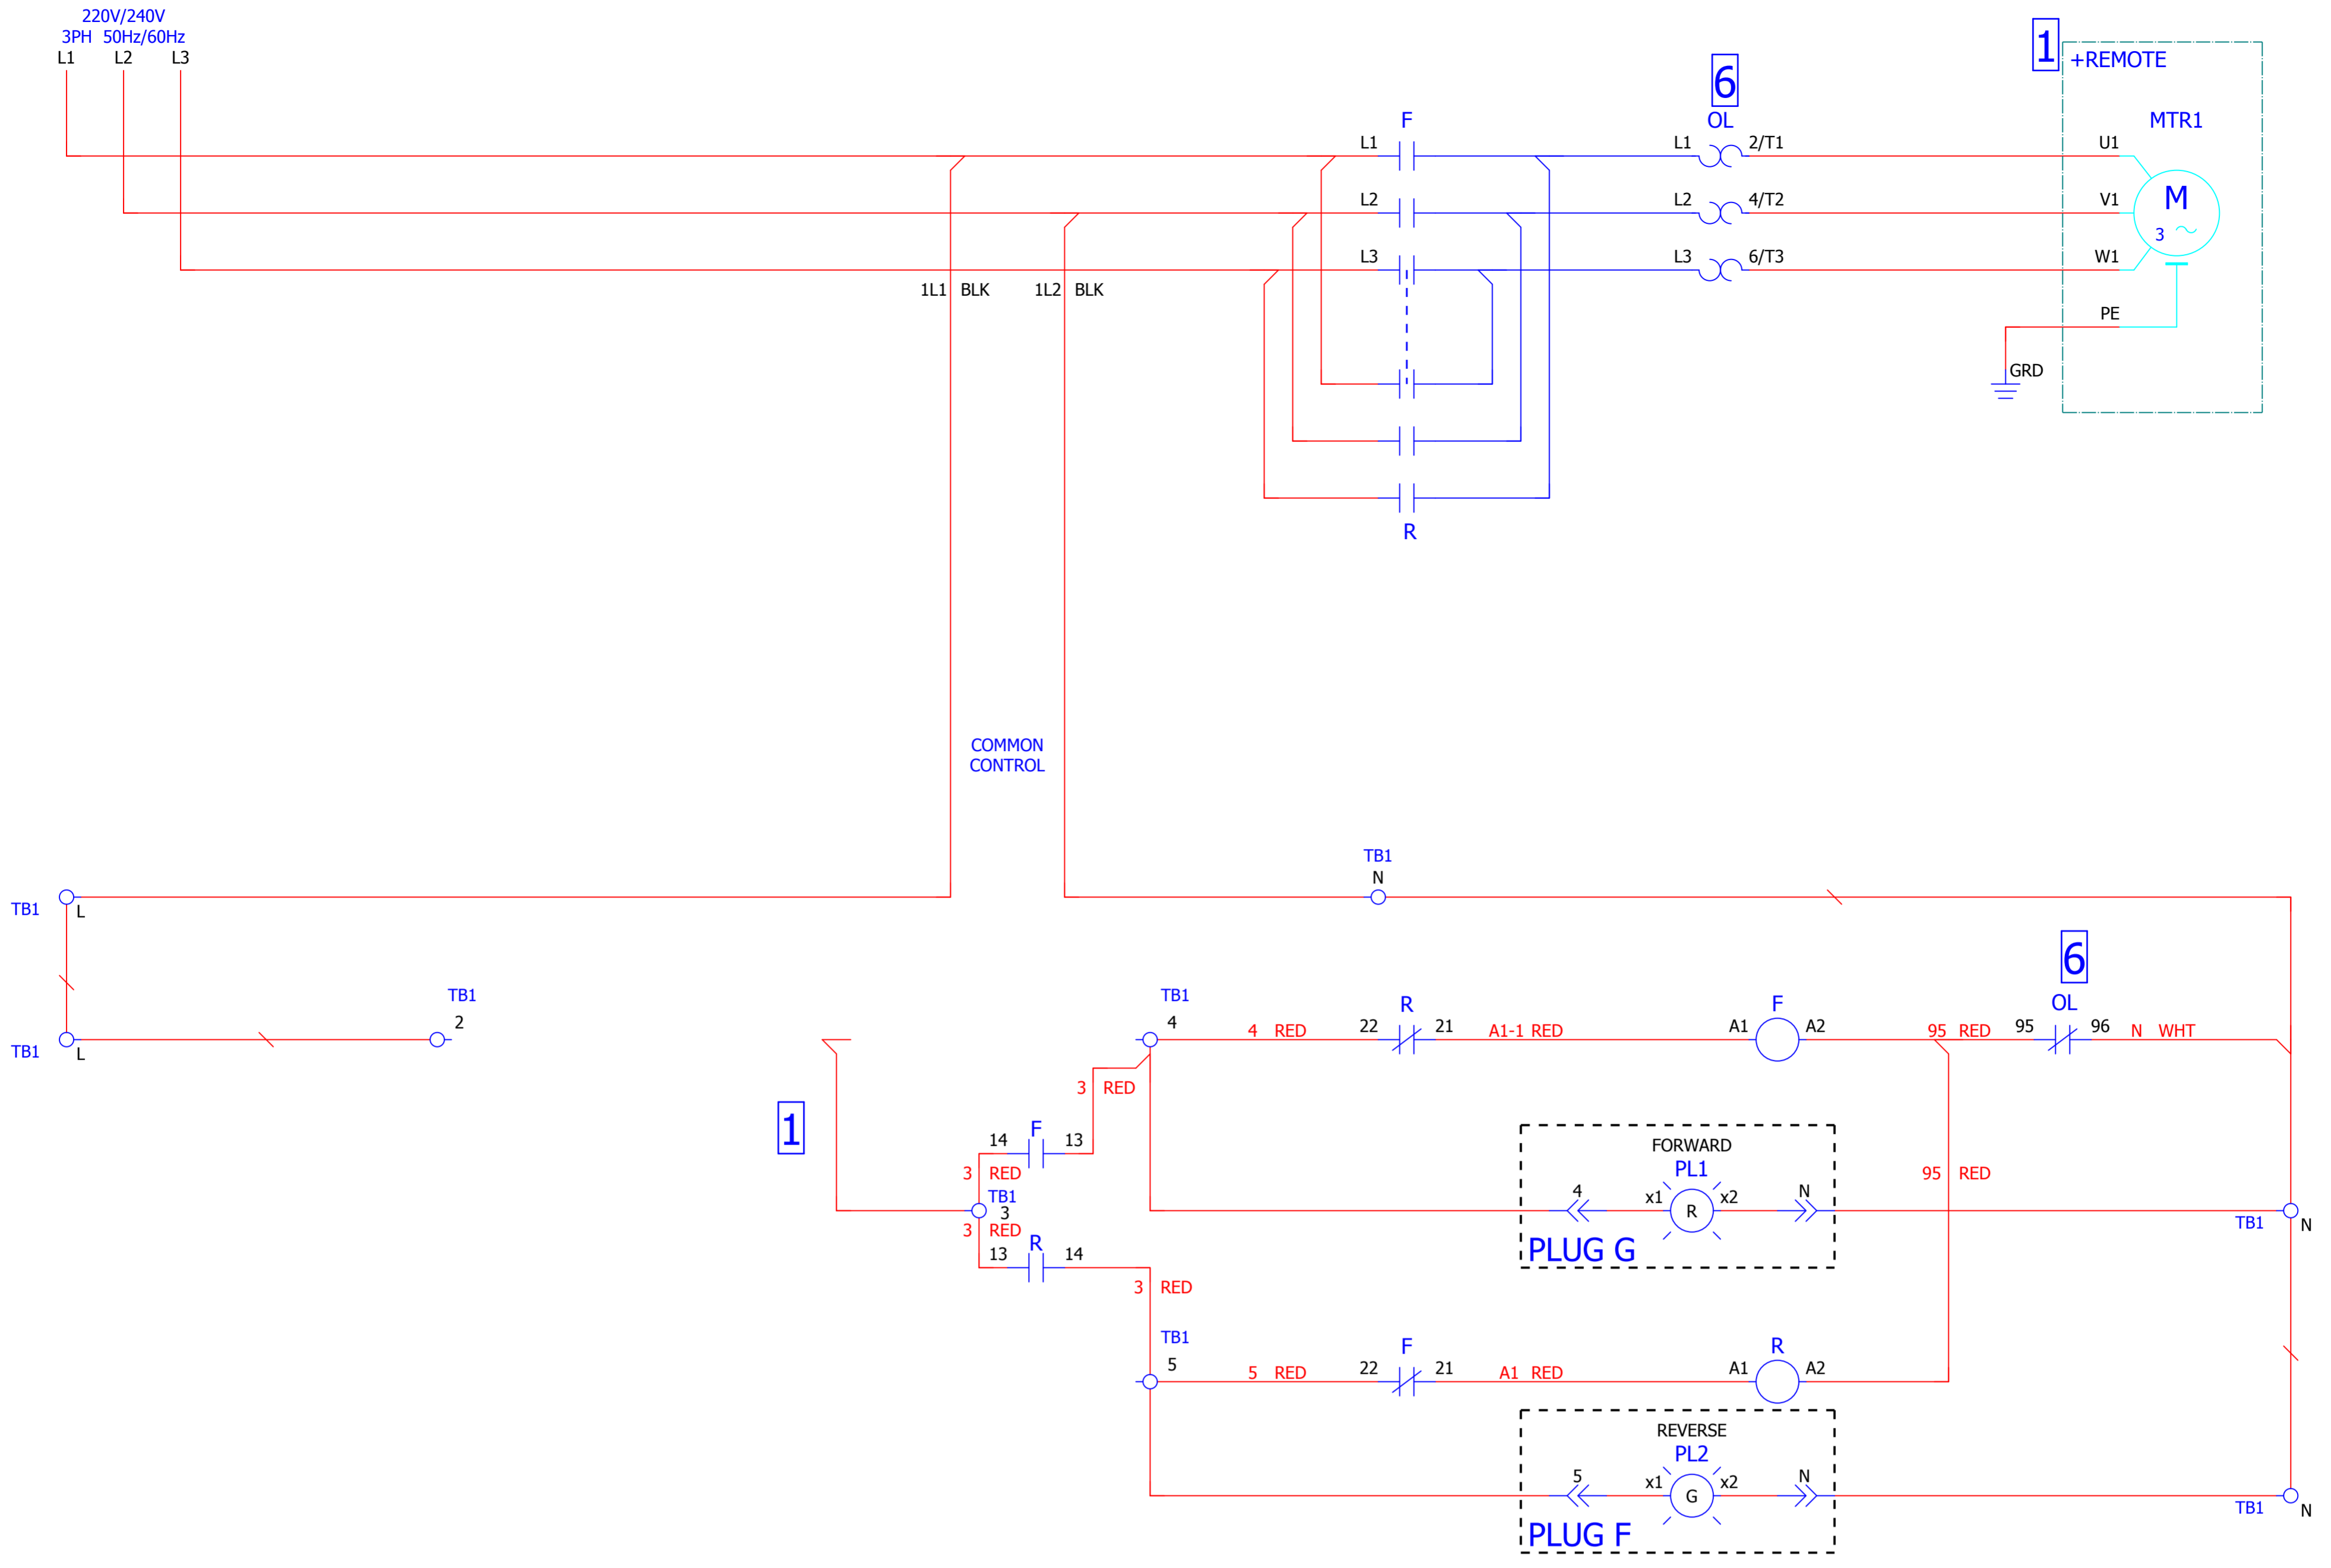 220V/240V
3PH 50Hz/60Hz
L1 L2 L3
1
+REMOTE
6
F OL MTR1
L1 L1 2/T1 U1
M
3
L2 L2 4/T2 V1
L3 L3 6/T3 W1
1L1 BLK 1L2 BLK
PE
GRD
R
COMMON
CONTROL
TB1
N
TB1 L
6
TB1 TB1 R F OL
2 4
4 RED 22 21 A1-1 RED A1 A2 95 RED 95 96 N WHT
TB1 L
3 RED
1
F
14 13
FORWARD
PL1
3 RED
95 RED
TB1
3
4 x1 R x2 N
TB1 N
3 RED
R
13 14
PLUG G
3 RED
TB1 F R
5
5 RED 22 21 A1 RED A1 A2
REVERSE
PL2
5 x1 G x2 N
TB1 N
PLUG F